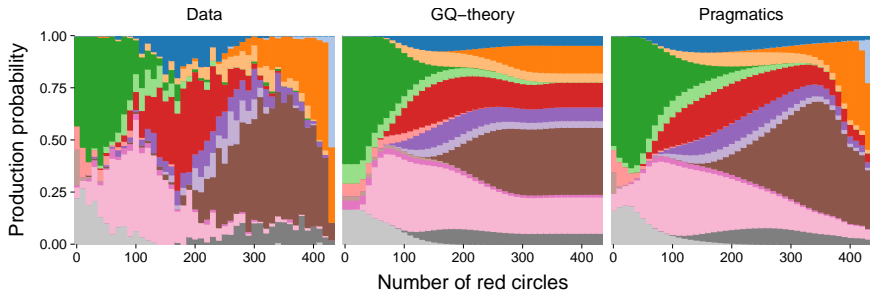 Data GQ−theory Pragmatics
Production probability
1.00
0.75
0.50
0.25
0.00
0 100 200 300 400 0 100 200 300 400 0 100 200 300 400
Number of red circles